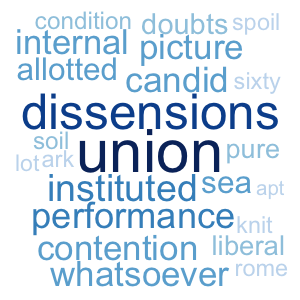 condition doubts spoil
internal picture
allotted candid sixty
dissensions
soil union pure
lot ark
instituted sea apt
performance knit
contention liberal
whatsoever rome